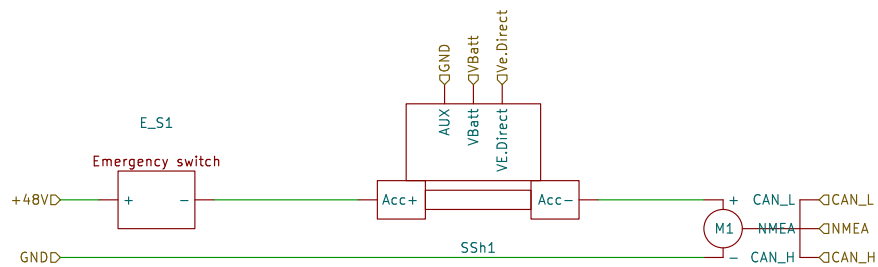 GND
VBatt
Ve.Direct
AUX
VBatt
VE.Direct
E_S1
Emergency switch
+48V
+
-
Acc+
Acc-
+
CAN_L
CAN_L
M1
NMEA
NMEA
GND
SSh1
-
CAN_H
CAN_H